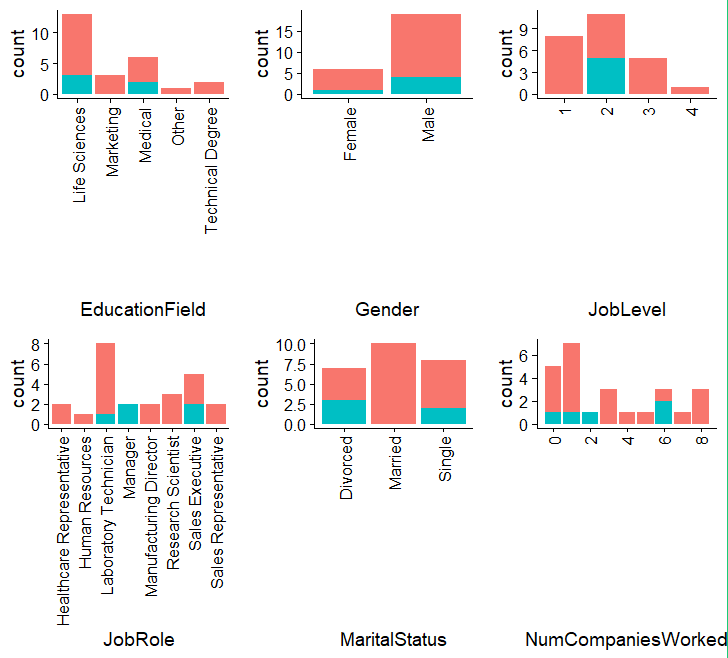 count
10
5
0
Life Sciences
Marketing
Medical
Other
Technical Degree
EducationField
count
15
10
5
0
Female
Male
Gender
count
9
6
3
0
1
2
3
4
JobLevel
count
8
6
4
2
0
Healthcare Representative
Human Resources
Laboratory Technician
Manager
Manufacturing Director
Research Scientist
Sales Executive
Sales Representative
JobRole
count
10.0
7.5
5.0
2.5
0.0
Divorced
Married
Single
MaritalStatus
count
6
4
2
0
0
2
4
6
8
NumCompaniesWorked